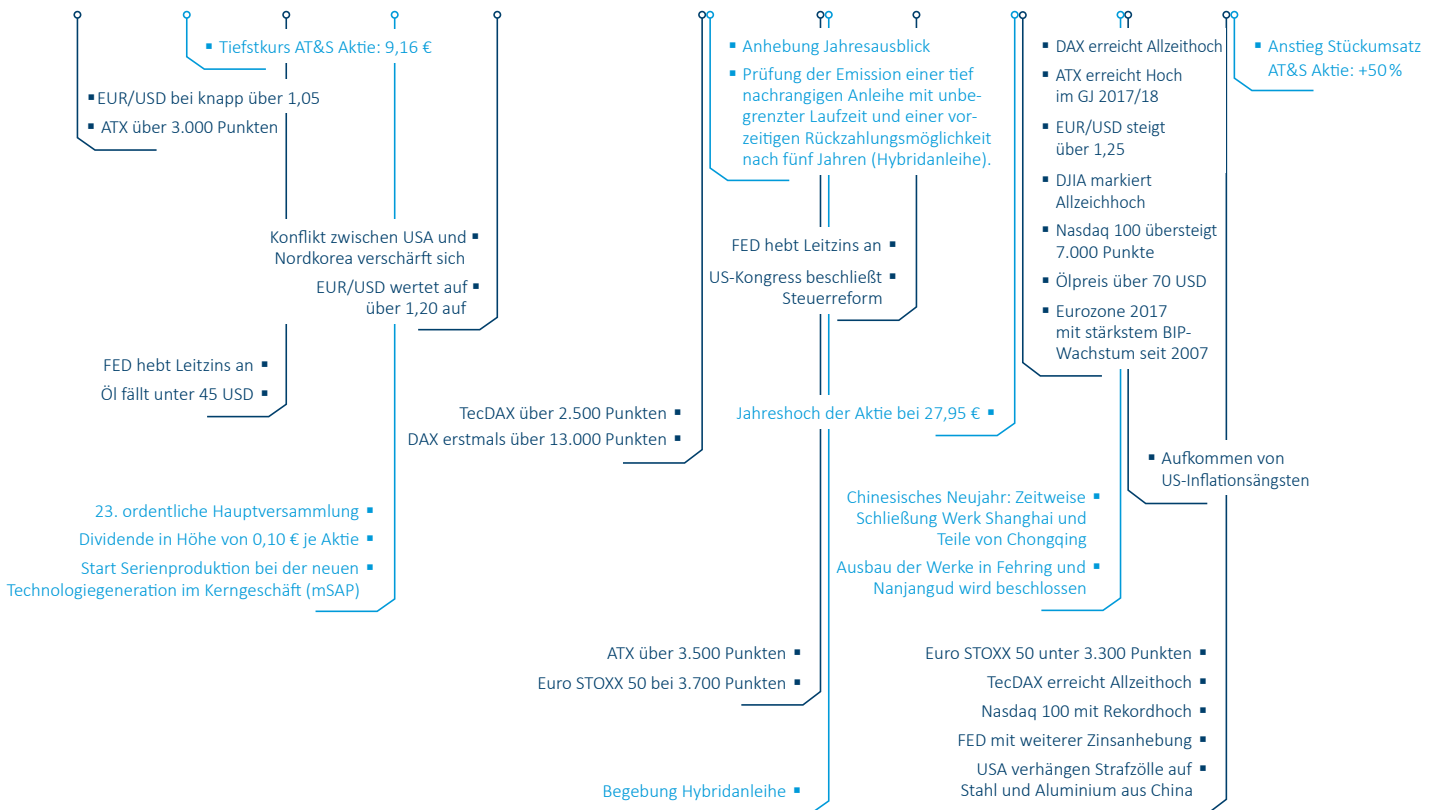 ▪ Tiefstkurs AT&S Aktie: 9,16 €
▪ EUR/USD bei knapp über 1,05
▪ ATX über 3.000 Punkten
Konflikt zwischen USA und ▪
Nordkorea verschärft sich
EUR/USD wertet auf ▪
über 1,20 auf
FED hebt Leitzins an ▪
Öl fällt unter 45 USD ▪
23. ordentliche Hauptversammlung ▪
Dividende in Höhe von 0,10 € je Aktie ▪
Start Serienproduktion bei der neuen ▪
Technologiegeneration im Kerngeschäft (mSAP)
TecDAX über 2.500 Punkten ▪
DAX erstmals über 13.000 Punkten ▪
▪ Anhebung Jahresausblick
▪ Prüfung der Emission einer tief
nachrangigen Anleihe mit unbe-
grenzter Laufzeit und einer vor-
zeitigen Rückzahlungsmöglichkeit
nach fünf Jahren (Hybridanleihe).
FED hebt Leitzins an ▪
US-Kongress beschließt ▪
Steuerreform
Jahreshoch der Aktie bei 27,95 € ▪
ATX über 3.500 Punkten ▪
Euro STOXX 50 bei 3.700 Punkten ▪
Begebung Hybridanleihe ▪
▪ DAX erreicht Allzeithoch
▪ ATX erreicht Hoch
im GJ 2017/18
▪ EUR/USD steigt
über 1,25
▪ DJIA markiert
Allzeichhoch
▪ Nasdaq 100 übersteigt
7.000 Punkte
▪ Ölpreis über 70 USD
▪ Eurozone 2017
mit stärkstem BIP-
Wachstum seit 2007
Chinesisches Neujahr: Zeitweise ▪
Schließung Werk Shanghai und
Teile von Chongqing
Ausbau der Werke in Fehring und ▪
Nanjangud wird beschlossen
▪ Aufkommen von
US-Inflationsängsten
Euro STOXX 50 unter 3.300 Punkten ▪
TecDAX erreicht Allzeithoch ▪
Nasdaq 100 mit Rekordhoch ▪
FED mit weiterer Zinsanhebung ▪
USA verhängen Strafzölle auf ▪
Stahl und Aluminium aus China
▪ Anstieg Stückumsatz
AT&S Aktie: +50 %